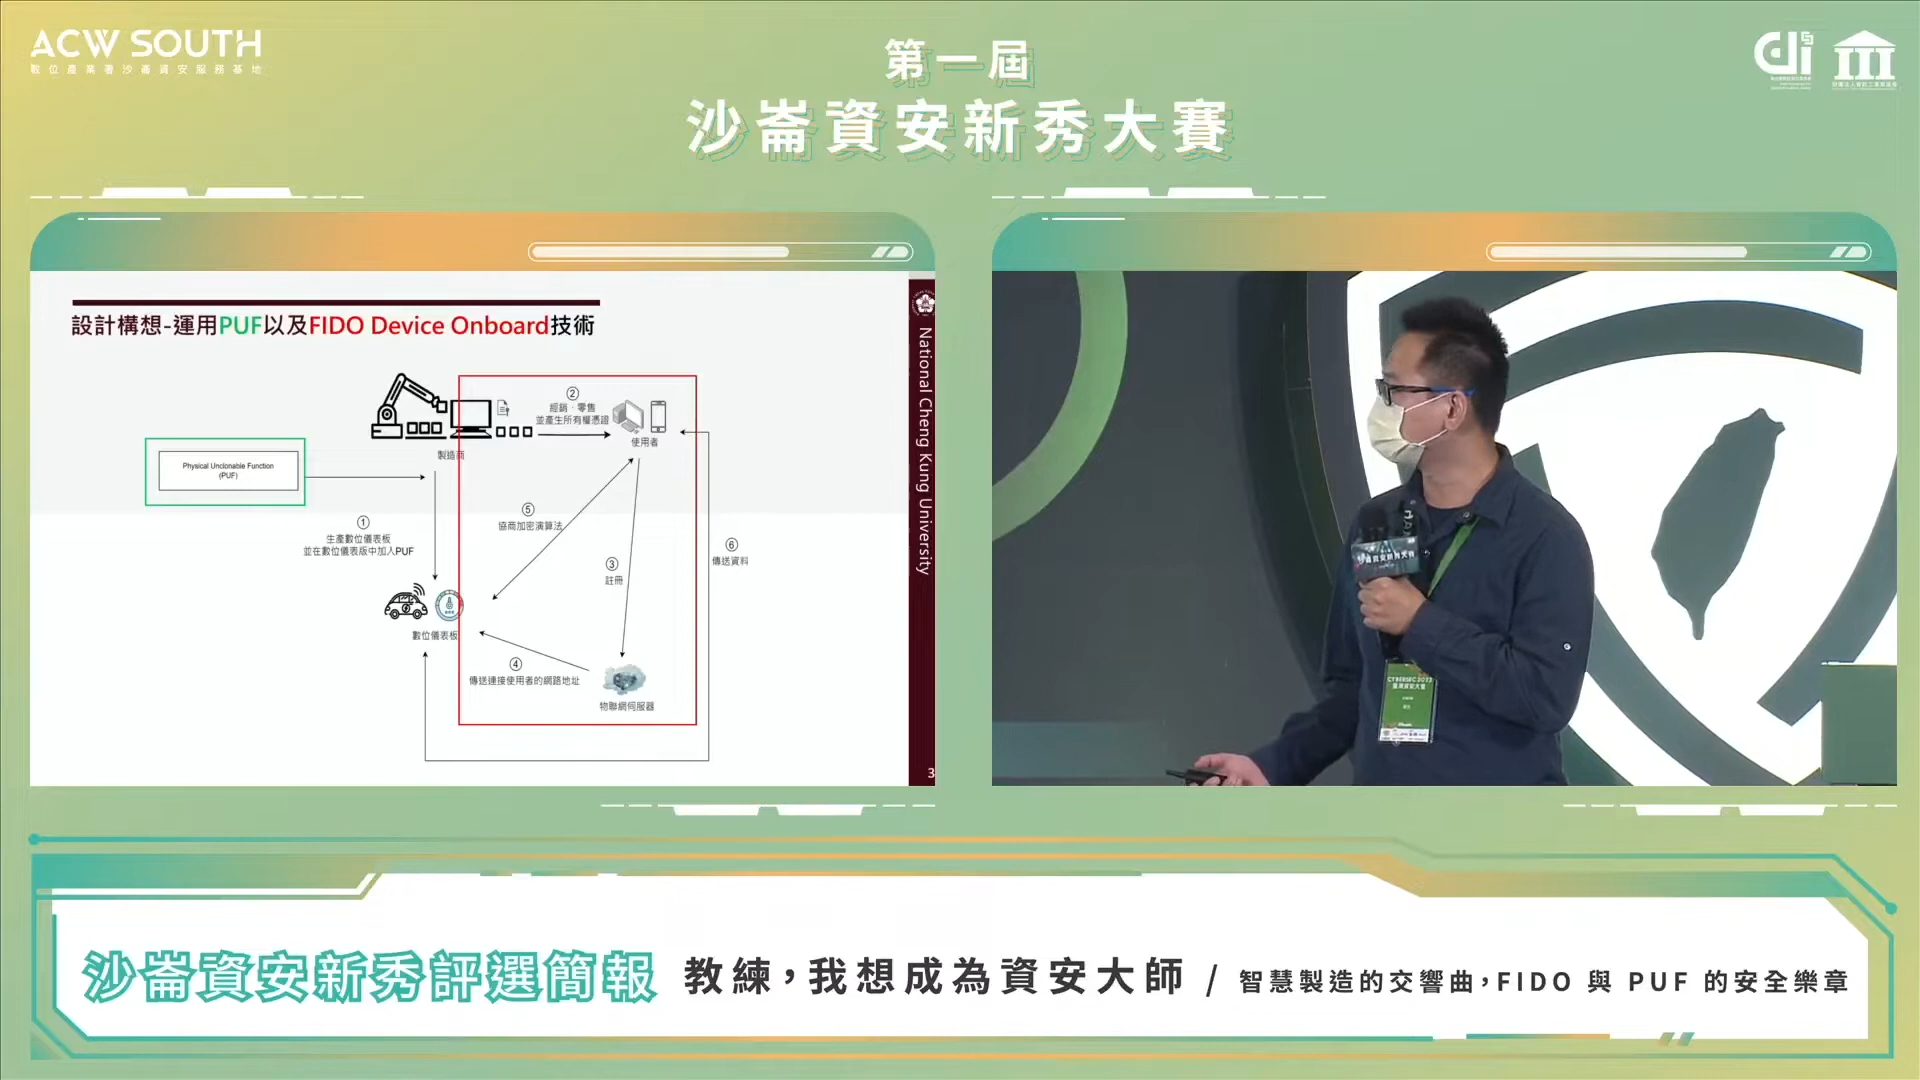 ACW SOUTH
數位產業署沙崙資安服務基地
第一屆
沙崙資安新秀大賽
設計構想-運用PUF以及FIDO Device Onboard技術
Physical Unclonable Function
(PUF)
製造商
②
經銷、零售
並產生所有權憑證
使用者
①
生產數位儀表板
並在數位儀表版中加入PUF
⑤
協商加密演算法
③
註冊
⑥
傳送資料
數位儀表板
④
傳送連接使用者的網路地址
物聯網伺服器
National Cheng Kung University
3
CYBERSEC 2023
臺灣資安大會
沙崙資安新秀評選簡報
教練,我想成為資安大師 / 智慧製造的交響曲,FIDO 與 PUF 的安全樂章